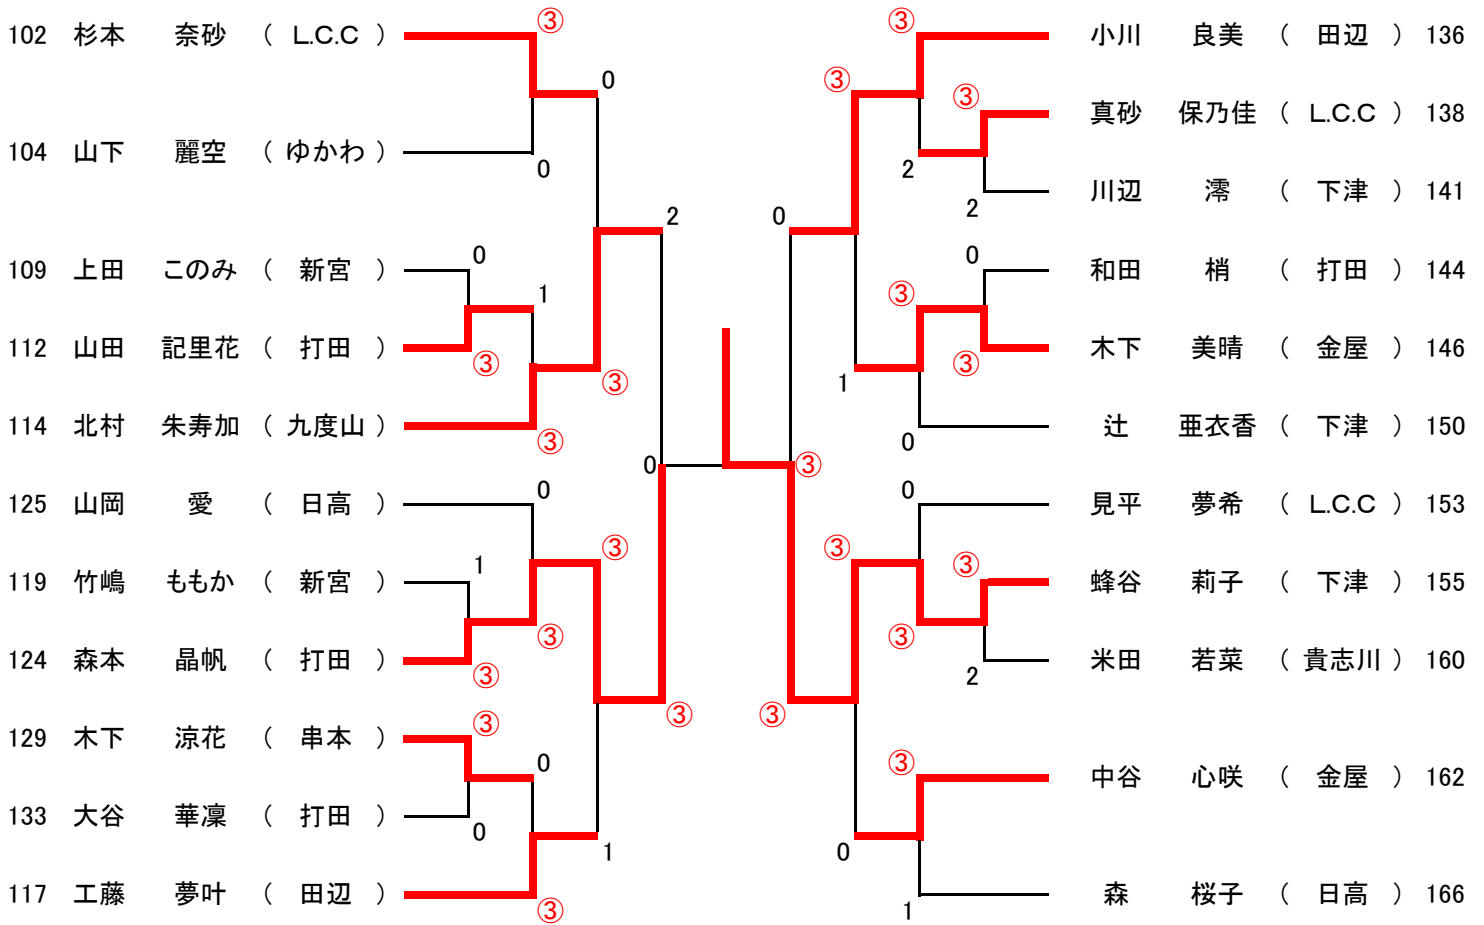 ③ ③
102 杉本 奈砂 ( L.C.C ) 小川 良美 ( 田辺 ) 136
0 ③
③ 真砂 保乃佳 ( L.C.C ) 138
104 山下 麗空 ( ゆかわ )
0 2
川辺 澪 ( 下津 ) 141
2 0 2
0 0
109 上田 このみ ( 新宮 ) 和田 梢 ( 打田 ) 144
1 ③
112 山田 記里花 ( 打田 ) 木下 美晴 ( 金屋 ) 146
③ ③
③ 1
114 北村 朱寿加 ( 九度山 ) 辻 亜衣香 ( 下津 ) 150
③ 0
0 ③
0 0
125 山岡 愛 ( 日高 ) 見平 夢希 ( L.C.C ) 153
③ ③
1 ③
119 竹嶋 ももか ( 新宮 ) 蜂谷 莉子 ( 下津 ) 155
③ ③
124 森本 晶帆 ( 打田 ) 米田 若菜 ( 貴志川 ) 160
③ 2
③ ③
③
129 木下 涼花 ( 串本 )
0 ③
中谷 心咲 ( 金屋 ) 162
133 大谷 華凜 ( 打田 )
0
1 0
117 工藤 夢叶 ( 田辺 ) 森 桜子 ( 日高 ) 166
③ 1